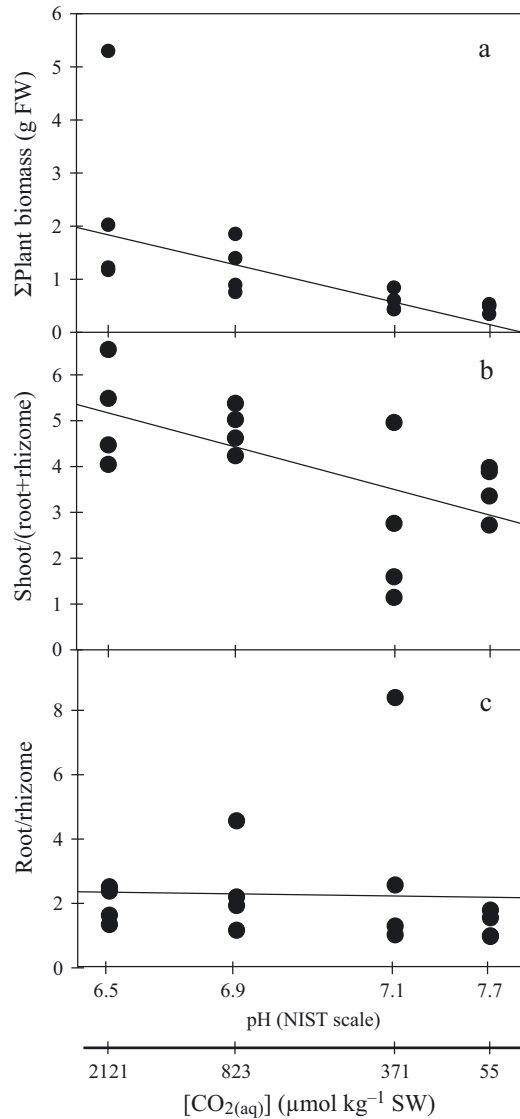 6
a
5
4
3
2
1
0
ΣPlant biomass (g FW)
6
b
5
4
3
2
1
0
Shoot/(root+rhizome)
8
c
6
4
2
0
Root/rhizome
6.5 6.9 7.1 7.7
pH (NIST scale)
2121 823 371 55
[CO₂₍aq₎] (µmol kg⁻¹ SW)